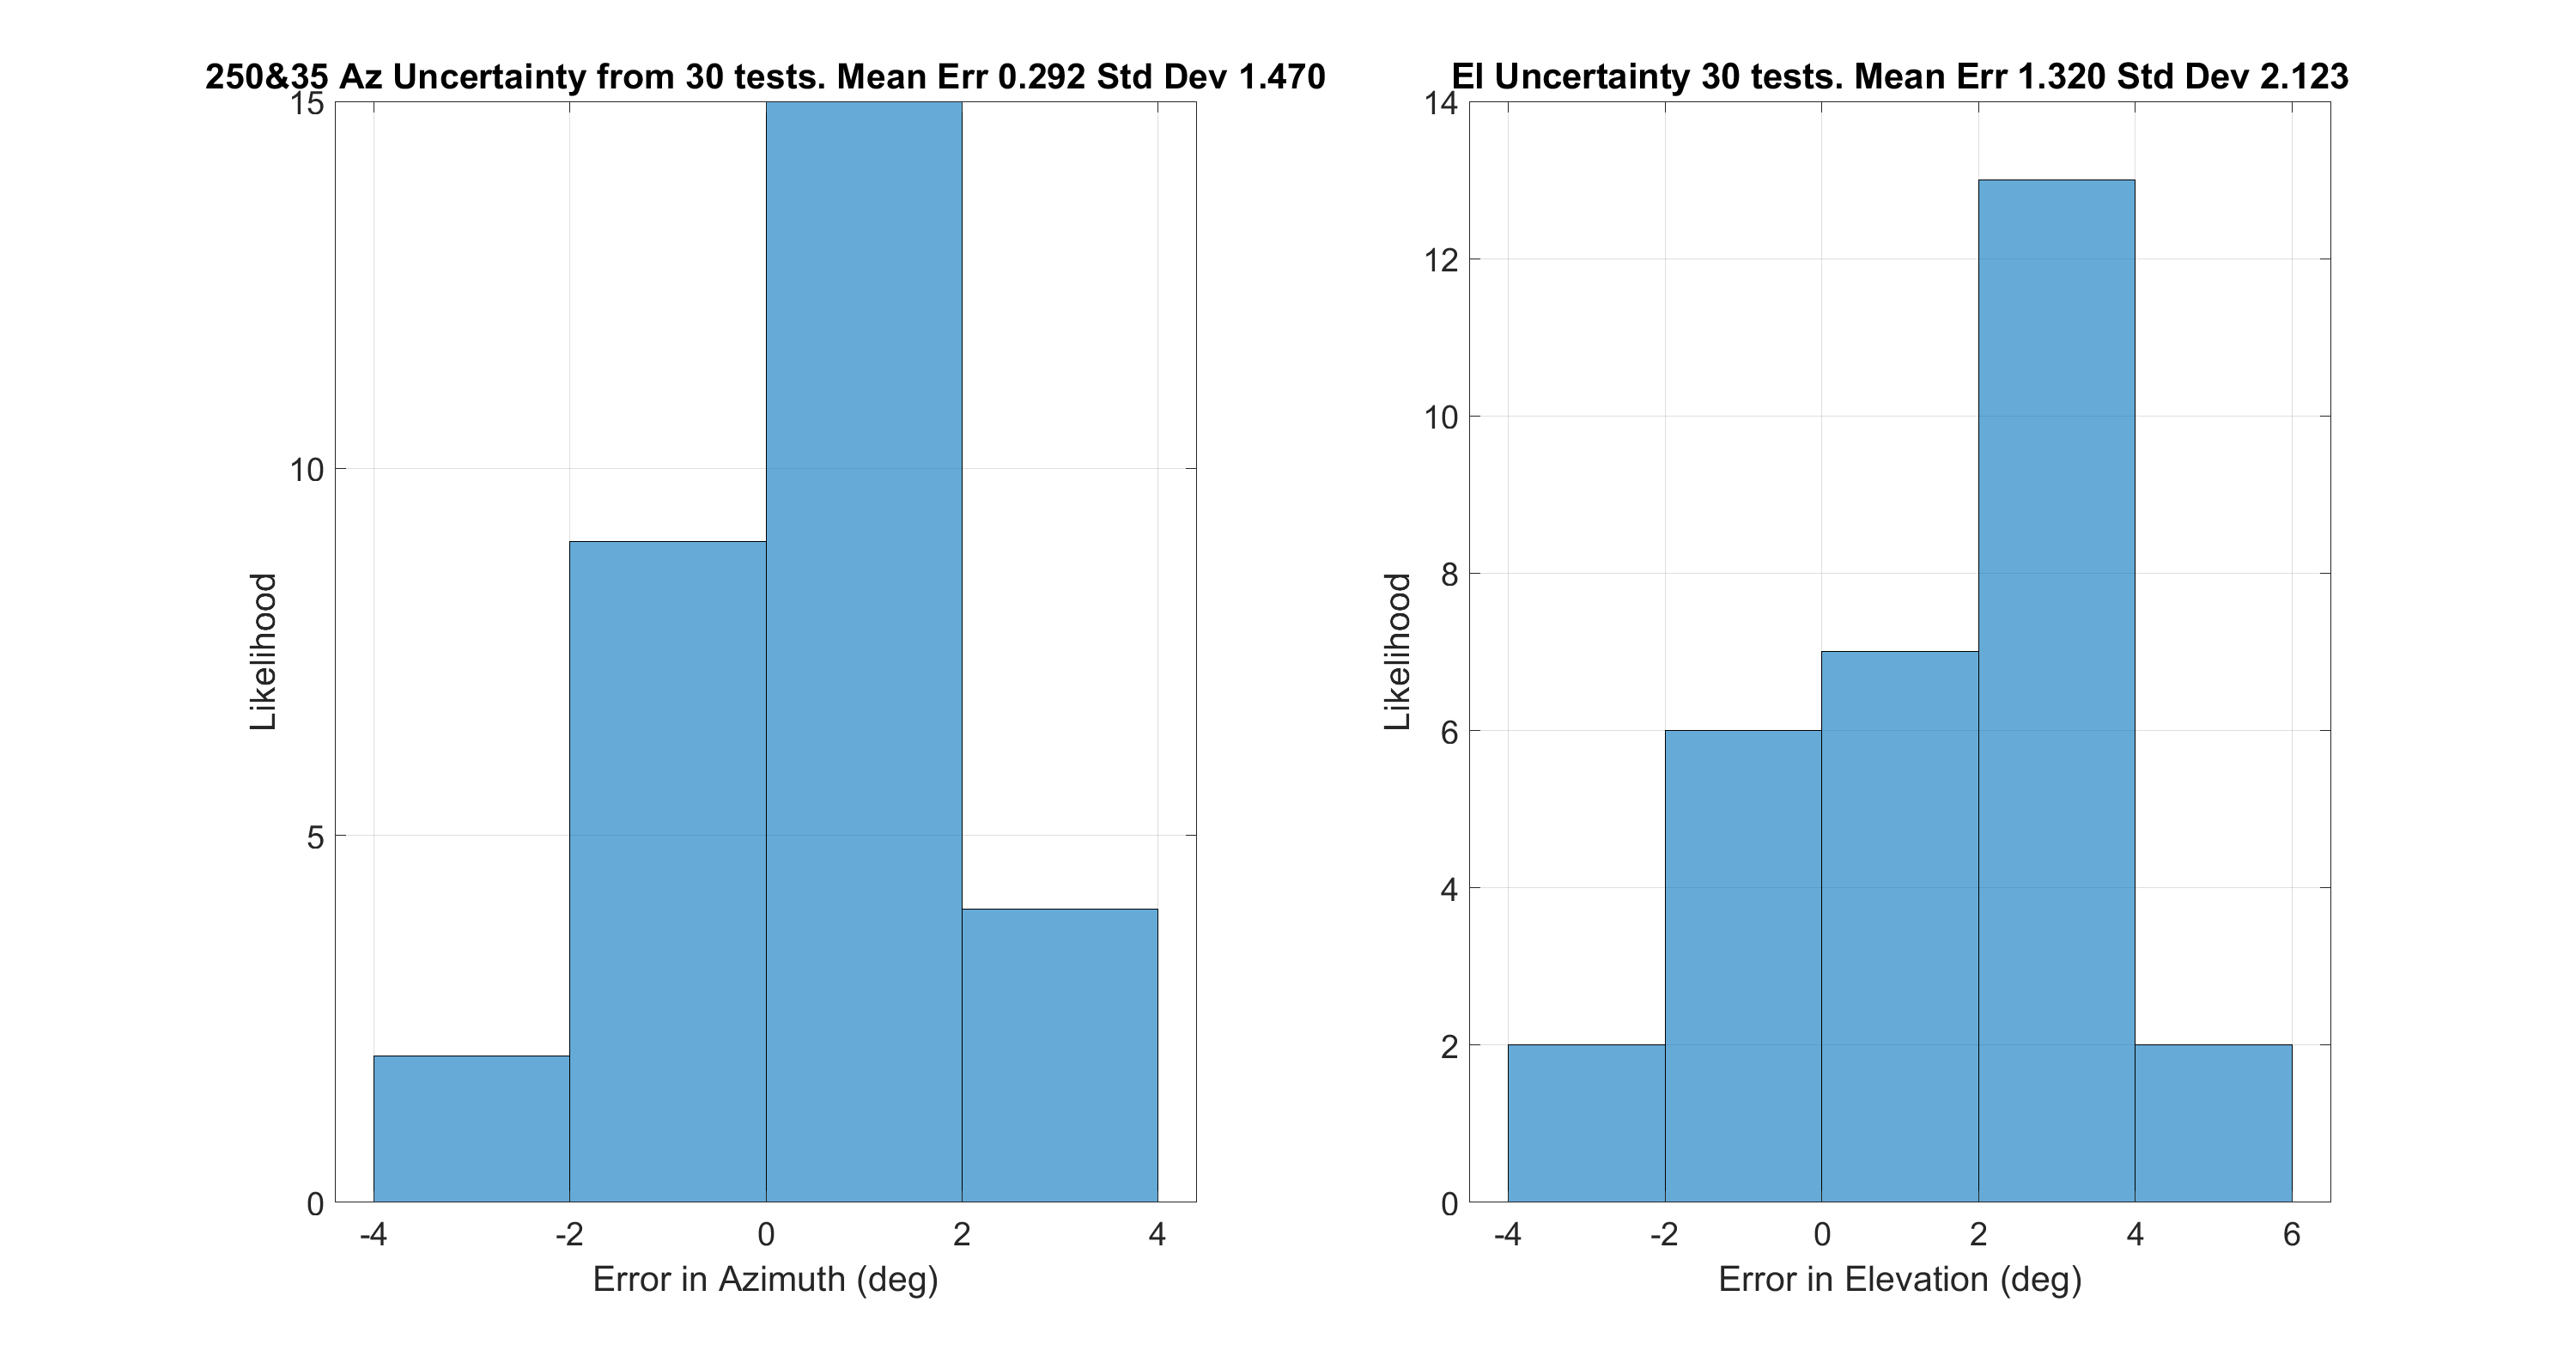 250&35 Az Uncertainty from 30 tests. Mean Err 0.292 Std Dev 1.470
15
10
5
0
Likelihood
-4 -2 0 2 4
Error in Azimuth (deg)
El Uncertainty 30 tests. Mean Err 1.320 Std Dev 2.123
14
12
10
8
6
4
2
0
Likelihood
-4 -2 0 2 4 6
Error in Elevation (deg)